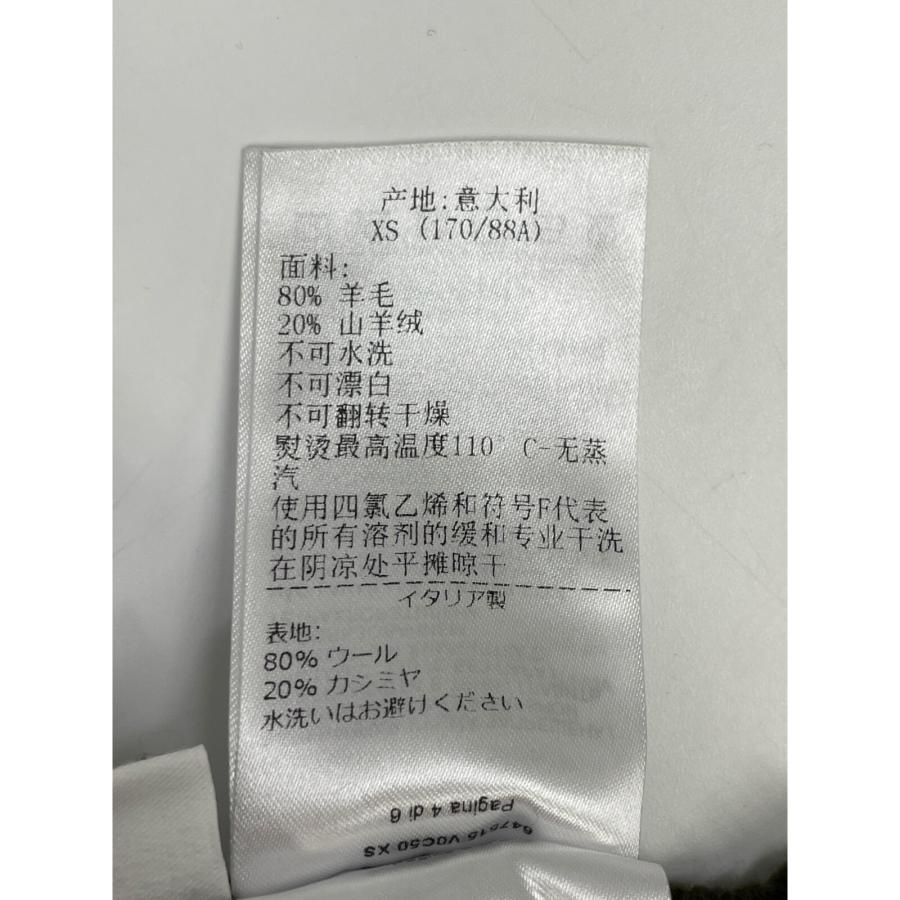 产地:意大利
XS (170/88A)
面料:
80% 羊毛
20% 山羊绒
不可水洗
不可漂白
不可翻转干燥
熨烫最高温度110 C-无蒸
汽
使用四氯乙烯和符号F代表
的所有溶剂的缓和专业干洗
在阴凉处平摊晾干
イタリア製
表地:
80% ウール
20% カシミヤ
水洗いはお避けください
Pagina 4 di 6
647515 V0C50 XS